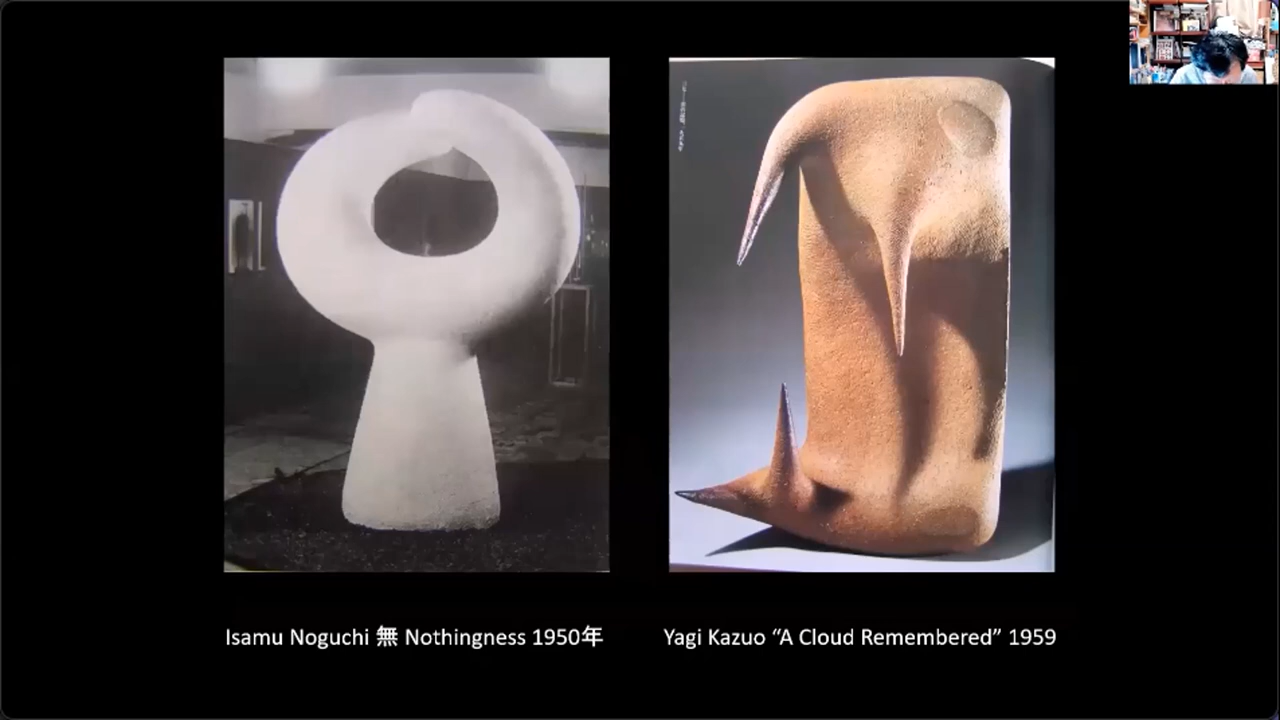 Isamu Noguchi 無 Nothingness 1950年
Yagi Kazuo “A Cloud Remembered” 1959